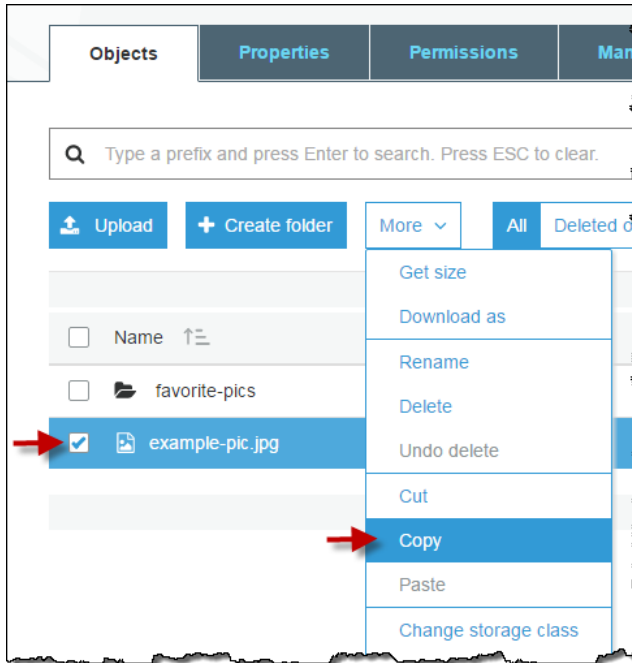 Objects Properties Permissions Man
Type a prefix and press Enter to search. Press ESC to clear.
Upload Create folder More All Deleted o
Get size
Download as
Name
Rename
favorite-pics
Delete
example-pic.jpg
Undo delete
Cut
Copy
Paste
Change storage class